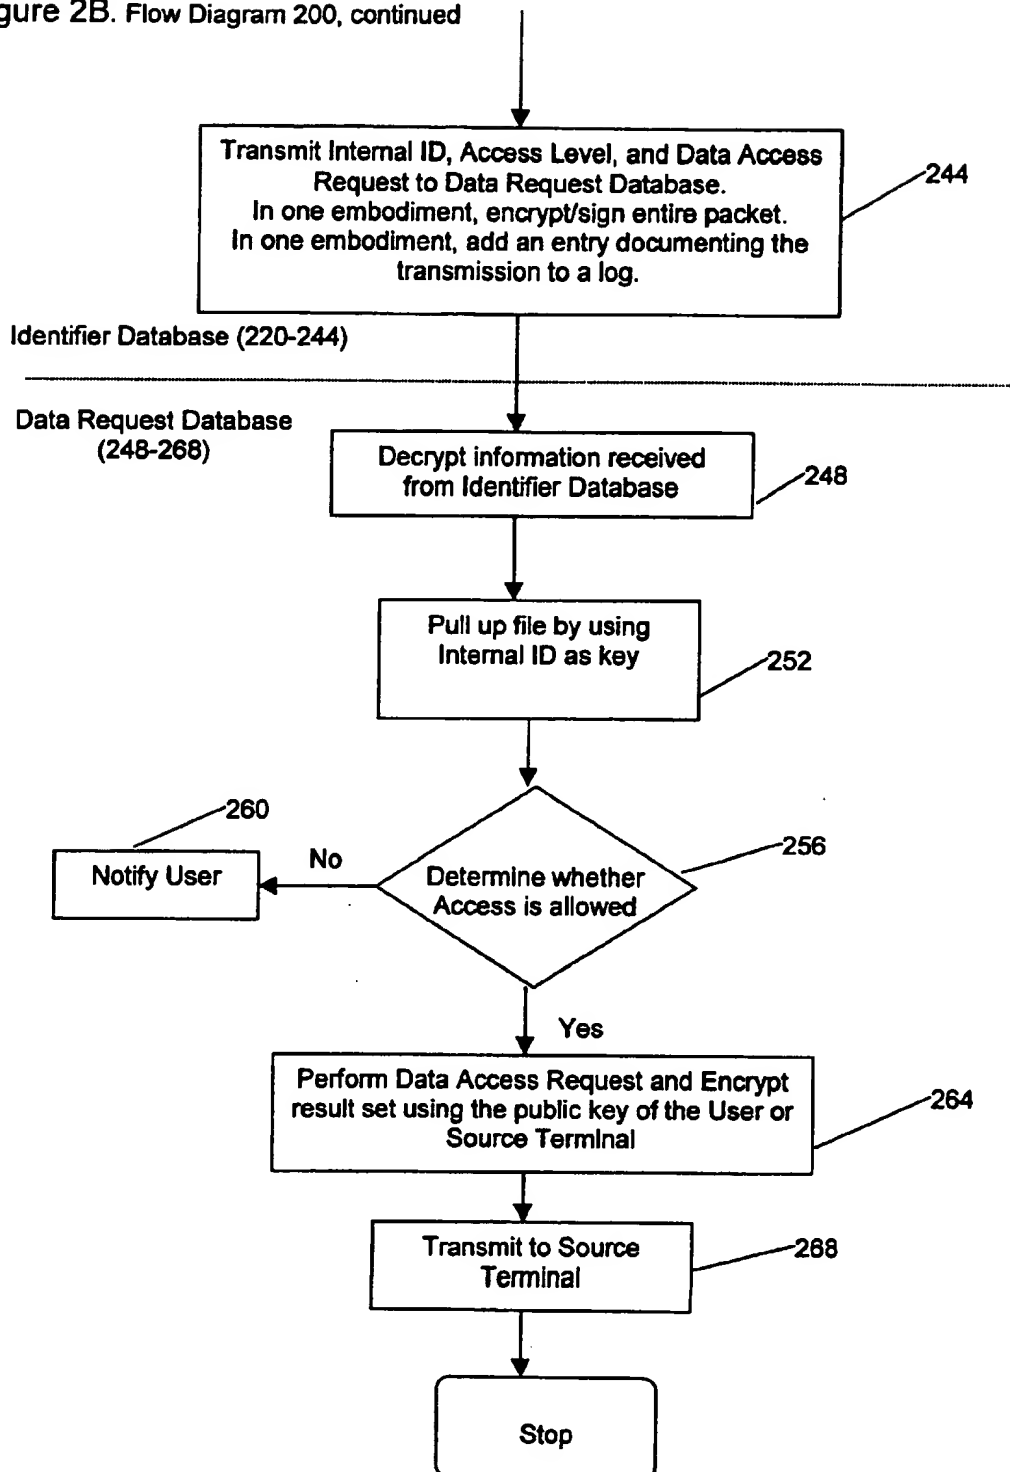 gure 2B. Flow Diagram 200, continued
Transmit Internal ID, Access Level, and Data Access
Request to Data Request Database.
In one embodiment, encrypt/sign entire packet.
In one embodiment, add an entry documenting the
transmission to a log.
244
Identifier Database (220-244)
Data Request Database
(248-268)
Decrypt information received
from Identifier Database
248
Pull up file by using
Internal ID as key
252
260
Notify User
No
Determine whether
Access is allowed
256
Yes
Perform Data Access Request and Encrypt
result set using the public key of the User or
Source Terminal
264
Transmit to Source
Terminal
268
Stop